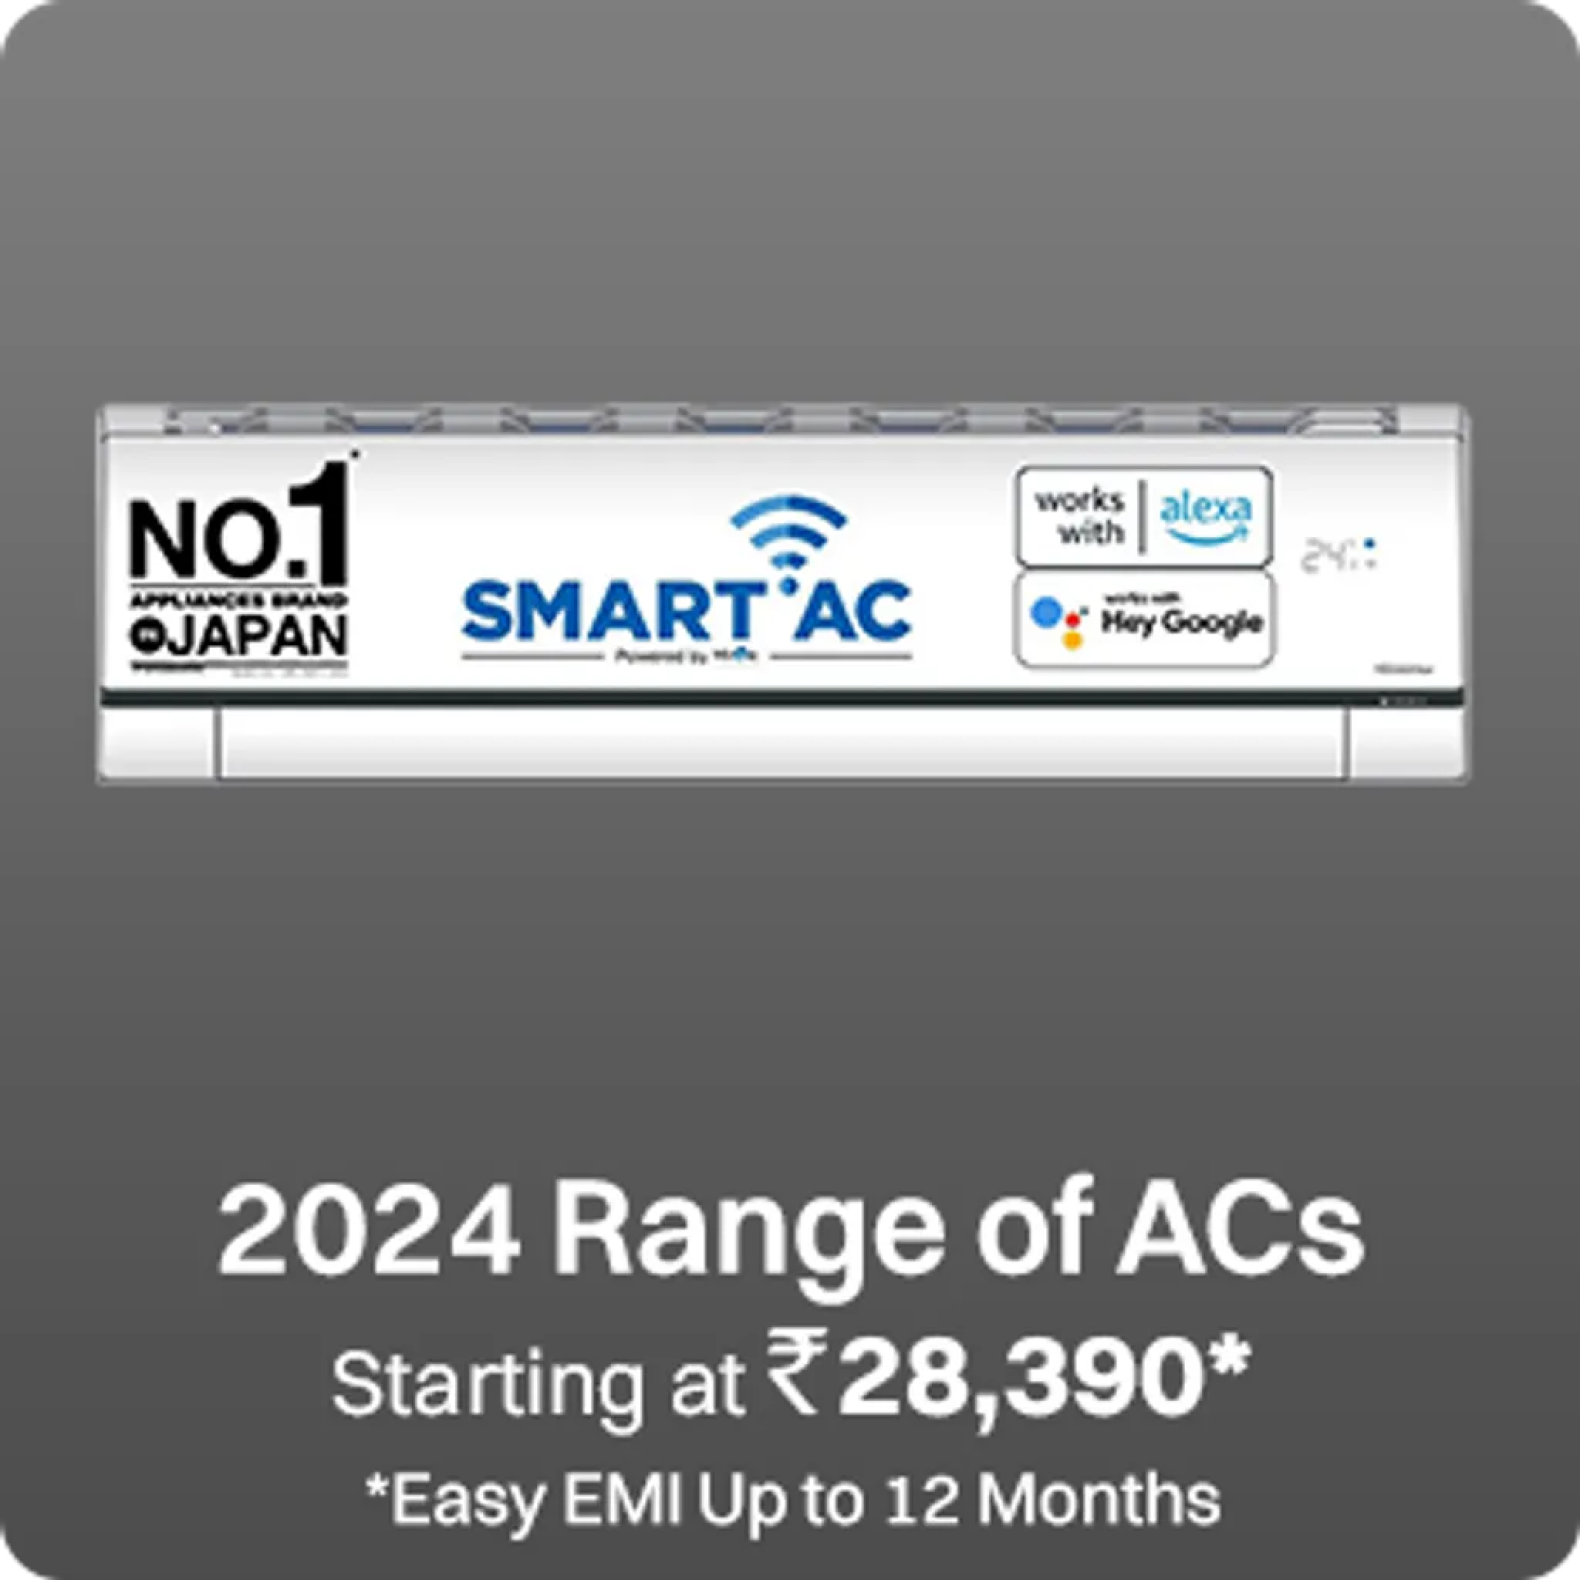 NO.1*
APPLIANCES BRAND
IN JAPAN
SMART AC
Powered by
works with alexa
works with
Hey Google
24
2024 Range of ACs
Starting at ₹28,390*
*Easy EMI Up to 12 Months